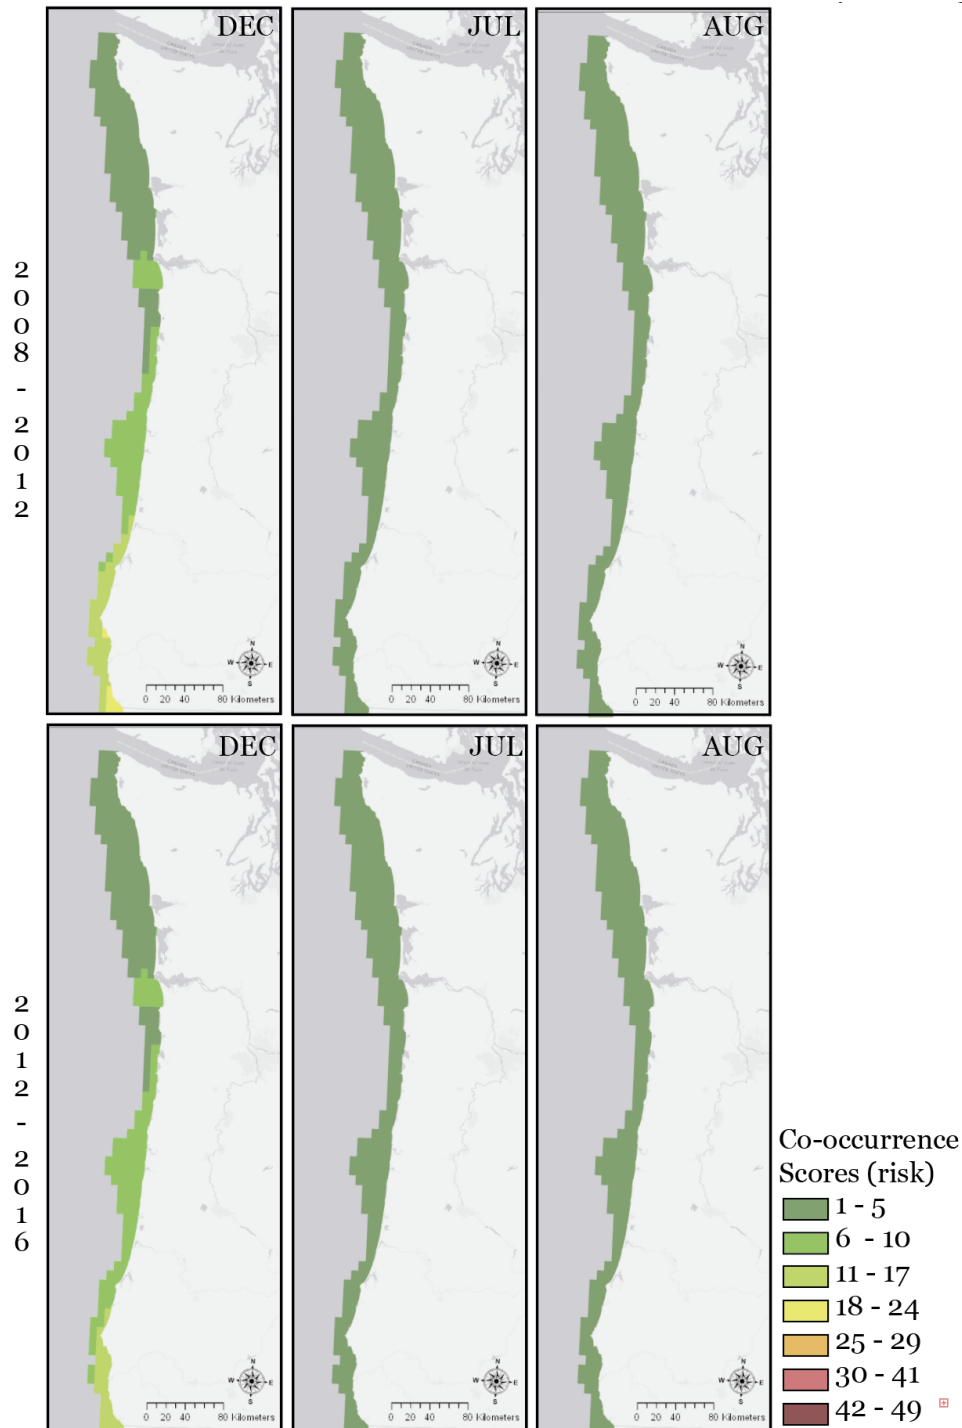 DEC
JUL
AUG
CANADA
UNITED STATES
2008 - 2012
N
W E
S
0 20 40 80 Kilometers
N
W E
S
0 20 40 80 Kilometers
N
W E
S
0 20 40 80 Kilometers
DEC
JUL
AUG
2012 - 2016
N
W E
S
0 20 40 80 Kilometers
N
W E
S
0 20 40 80 Kilometers
N
W E
S
0 20 40 80 Kilometers
Co-occurrence
Scores (risk)
1 - 5
6 - 10
11 - 17
18 - 24
25 - 29
30 - 41
42 - 49